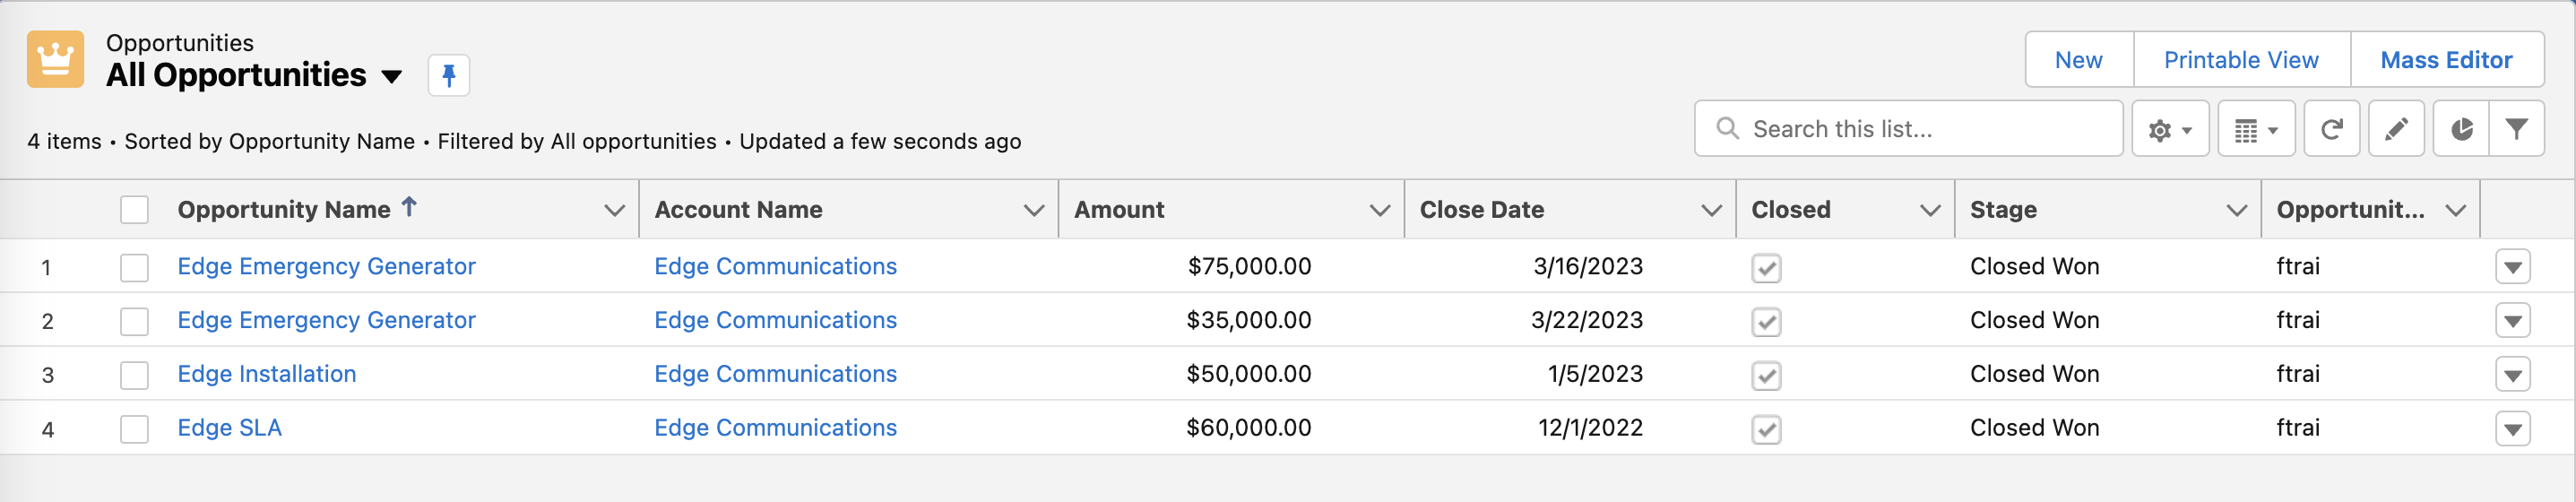 Opportunities
All Opportunities
New Printable View Mass Editor
4 items • Sorted by Opportunity Name • Filtered by All opportunities • Updated a few seconds ago
Search this list...
Opportunity Name Account Name Amount Close Date Closed Stage Opportunit...
1 Edge Emergency Generator Edge Communications $75,000.00 3/16/2023 Closed Won ftrai
2 Edge Emergency Generator Edge Communications $35,000.00 3/22/2023 Closed Won ftrai
3 Edge Installation Edge Communications $50,000.00 1/5/2023 Closed Won ftrai
4 Edge SLA Edge Communications $60,000.00 12/1/2022 Closed Won ftrai